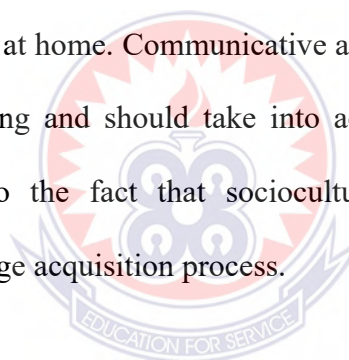 at home. Communicative a
ng and should take into a
o the fact that sociocultu
ge acquisition process.
EDUCATION FOR SERVICE